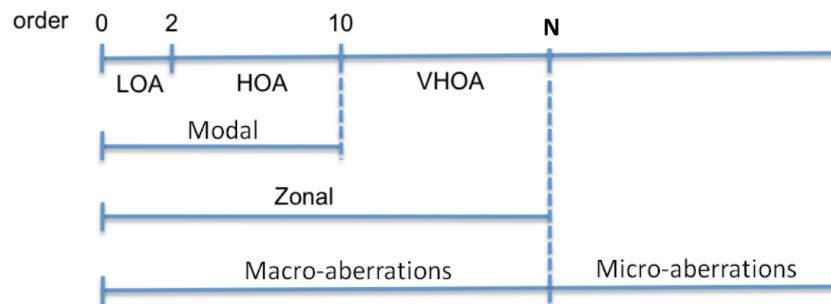 order 0 2 10 N
LOA HOA VHOA
Modal
Zonal
Macro-aberrations Micro-aberrations